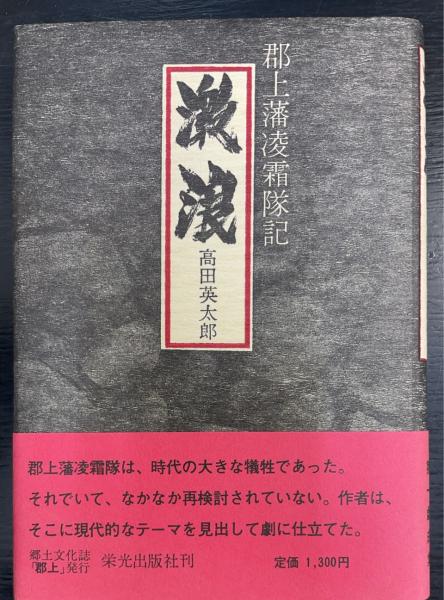 郡上藩凌霜隊記
激浪
高田英太郎
郡上藩凌霜隊は、時代の大きな犠牲であった。
それでいて、なかなか再検討されていない。作者は、
そこに現代的なテーマを見出して劇に仕立てた。
郷土文化誌
「郡上」発行
栄光出版社刊
定価 1,300円